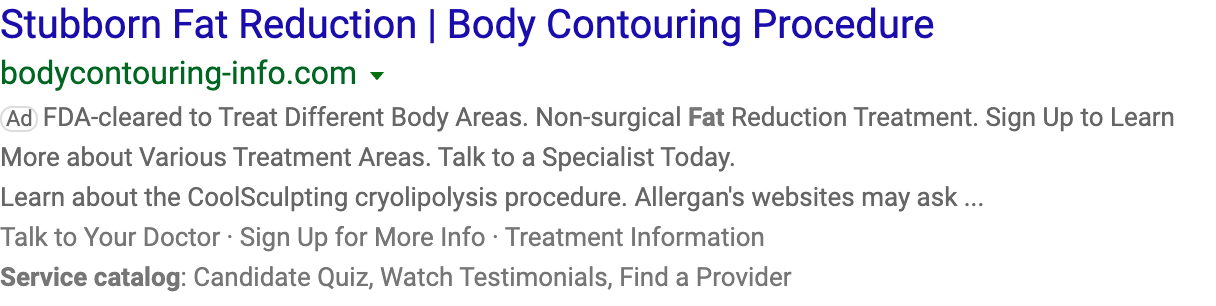 Stubborn Fat Reduction | Body Contouring Procedure
bodycontouring-info.com
Ad FDA-cleared to Treat Different Body Areas. Non-surgical Fat Reduction Treatment. Sign Up to Learn
More about Various Treatment Areas. Talk to a Specialist Today.
Learn about the CoolSculpting cryolipolysis procedure. Allergan's websites may ask ...
Talk to Your Doctor · Sign Up for More Info · Treatment Information
Service catalog: Candidate Quiz, Watch Testimonials, Find a Provider